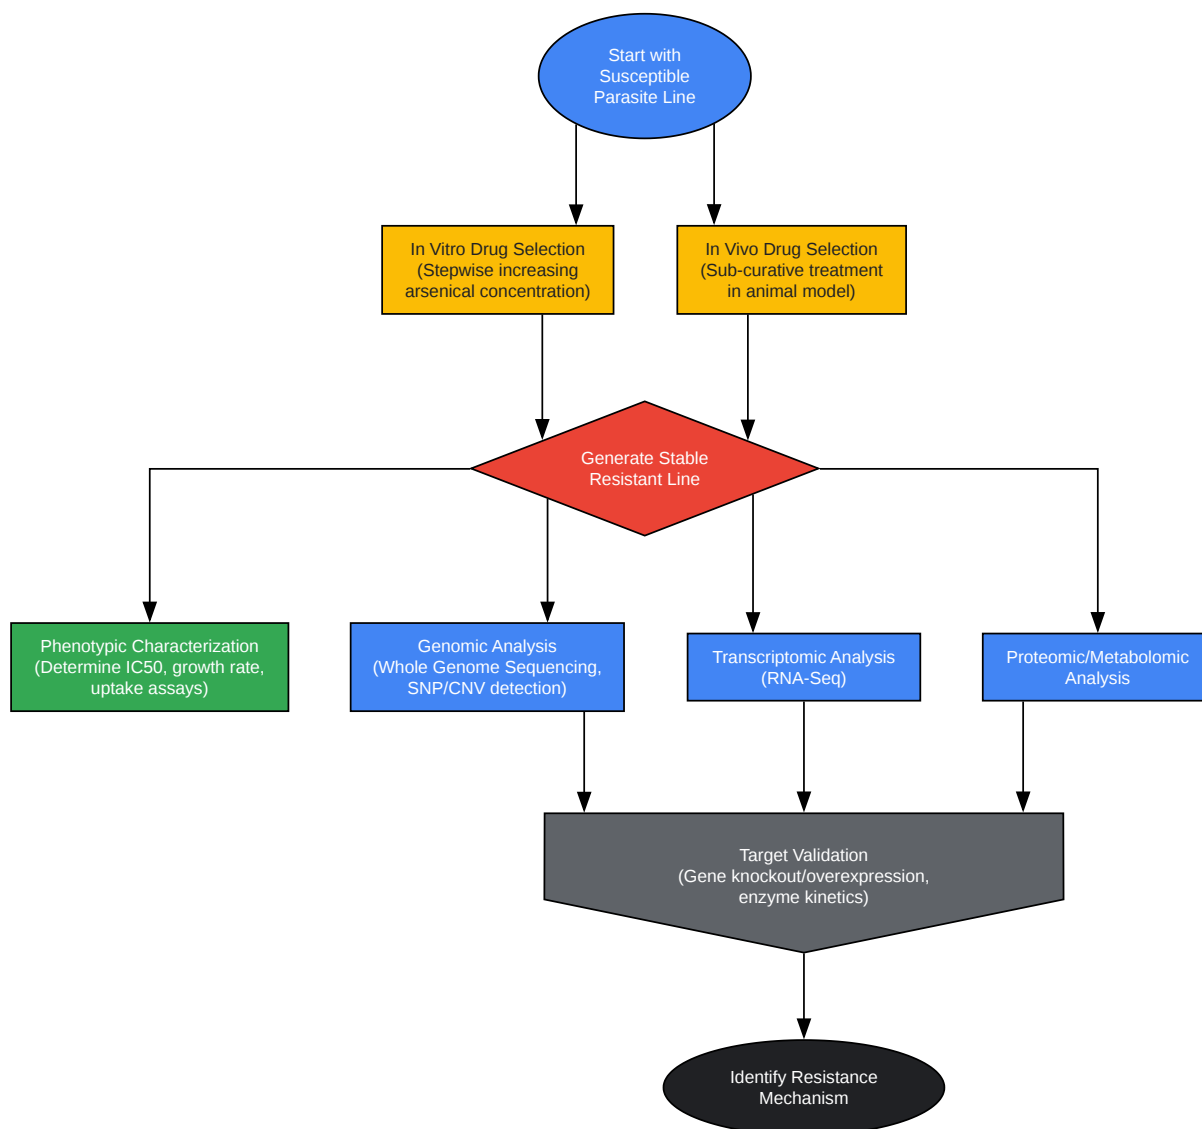 Start with
Susceptible
Parasite Line
In Vitro Drug Selection
(Stepwise increasing
arsenical concentration)
In Vivo Drug Selection
(Sub-curative treatment
in animal model)
Generate Stable
Resistant Line
Phenotypic Characterization
(Determine IC50, growth rate,
uptake assays)
Genomic Analysis
(Whole Genome Sequencing,
SNP/CNV detection)
Transcriptomic Analysis
(RNA-Seq)
Proteomic/Metabolomic
Analysis
Target Validation
(Gene knockout/overexpression,
enzyme kinetics)
Identify Resistance
Mechanism